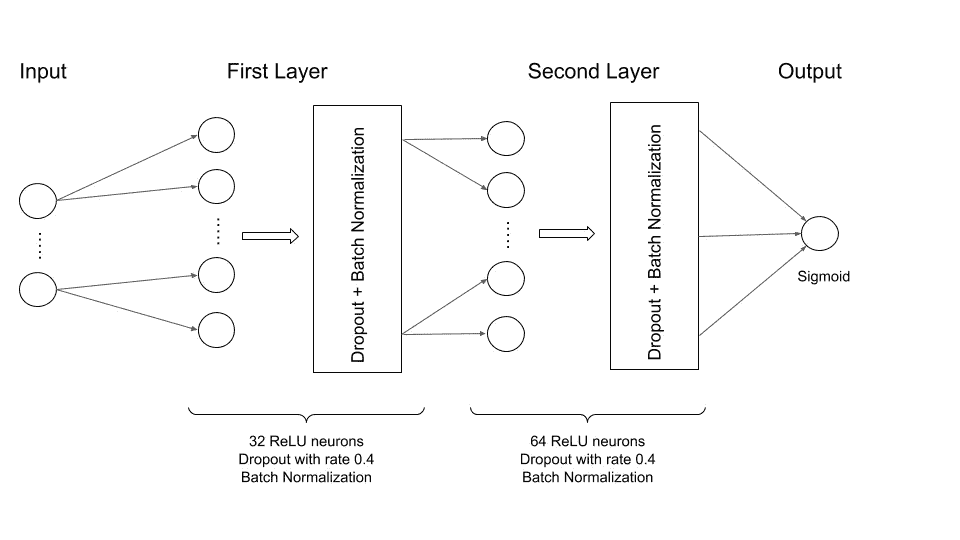 Input
First Layer
Second Layer
Output
Dropout + Batch Normalization
Dropout + Batch Normalization
Sigmoid
32 ReLU neurons
Dropout with rate 0.4
Batch Normalization
64 ReLU neurons
Dropout with rate 0.4
Batch Normalization